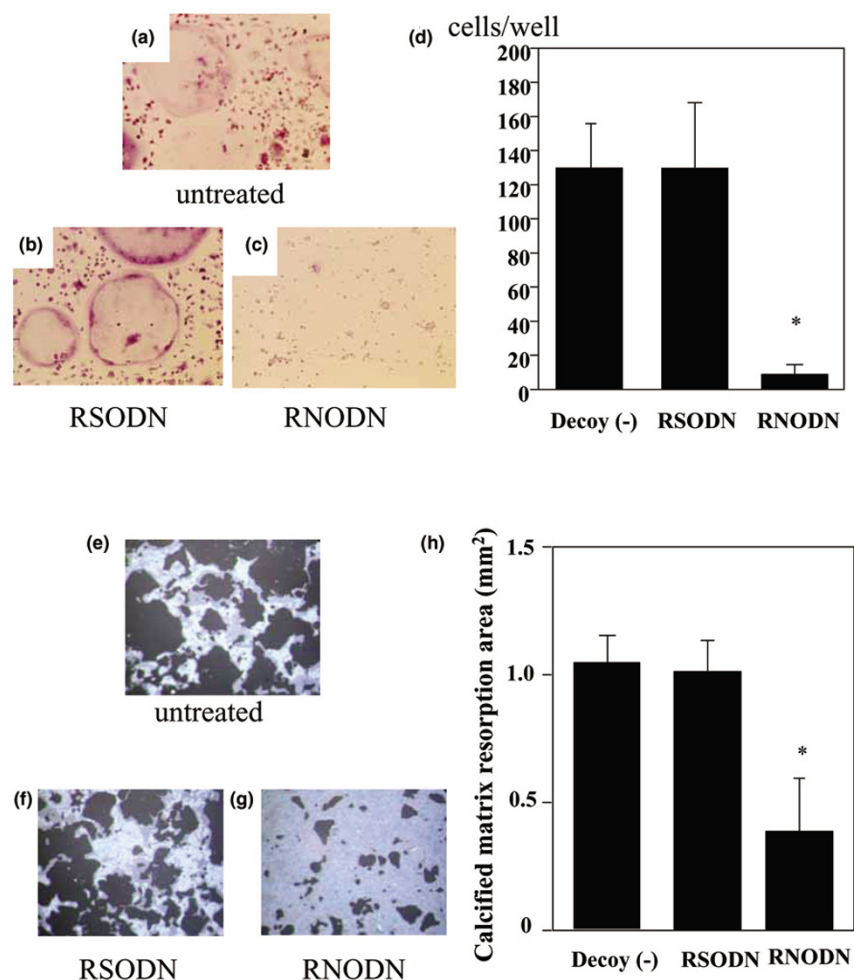 (a)
untreated
(b)
(c)
RSODN
RNODN
(d)
cells/well
200
180
160
140
120
100
80
60
40
20
0
Decoy (-)
RSODN
RNODN
*
(e)
untreated
(f)
(g)
RSODN
RNODN
(h)
Calcified matrix resorption area (mm²)
1.5
1.0
0.5
0
Decoy (-)
RSODN
RNODN
*